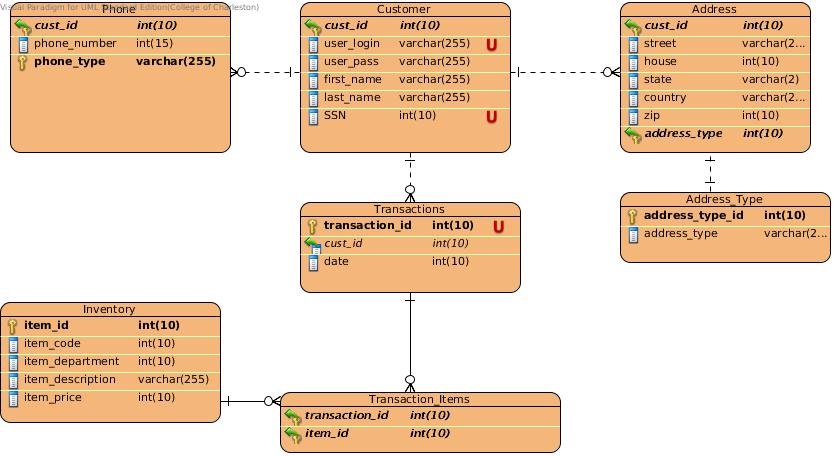 Visual Paradigm for UML Standard Edition(College of Charleston)
Phone
cust_id int(10)
phone_number int(15)
phone_type varchar(255)
Customer
cust_id int(10)
user_login varchar(255) U
user_pass varchar(255)
first_name varchar(255)
last_name varchar(255)
SSN int(10) U
Address
cust_id int(10)
street varchar(2...
house int(10)
state varchar(2)
country varchar(2...
zip int(10)
address_type int(10)
Transactions
transaction_id int(10) U
cust_id int(10)
date int(10)
Address_Type
address_type_id int(10)
address_type varchar(2...
Inventory
item_id int(10)
item_code int(10)
item_department int(10)
item_description varchar(255)
item_price int(10)
Transaction_Items
transaction_id int(10)
item_id int(10)